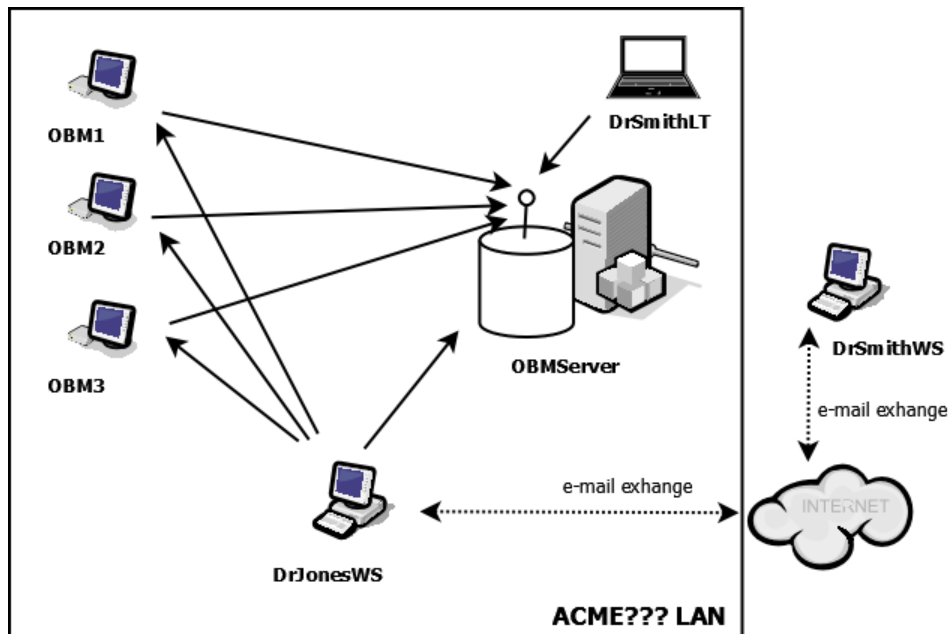 OBM1
DrSmithLT
OBM2
OBM3
OBMServer
DrSmithWS
e-mail exhange
e-mail exhange
INTERNET
DrJonesWS
ACME??? LAN